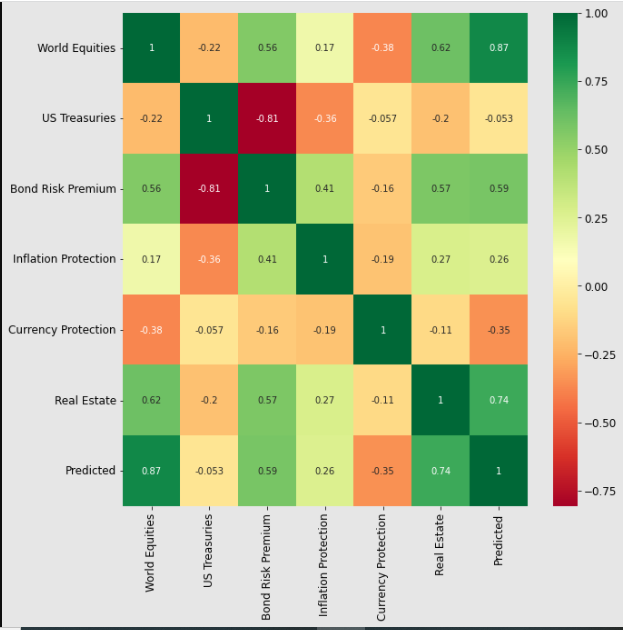 World Equities 1 -0.22 0.56 0.17 -0.38 0.62 0.87
US Treasuries -0.22 1 -0.81 -0.36 -0.057 -0.2 -0.053
Bond Risk Premium 0.56 -0.81 1 0.41 -0.16 0.57 0.59
Inflation Protection 0.17 -0.36 0.41 1 -0.19 0.27 0.26
Currency Protection -0.38 -0.057 -0.16 -0.19 1 -0.11 -0.35
Real Estate 0.62 -0.2 0.57 0.27 -0.11 1 0.74
Predicted 0.87 -0.053 0.59 0.26 -0.35 0.74 1
World Equities
US Treasuries
Bond Risk Premium
Inflation Protection
Currency Protection
Real Estate
Predicted
1.00
0.75
0.50
0.25
0.00
−0.25
−0.50
−0.75